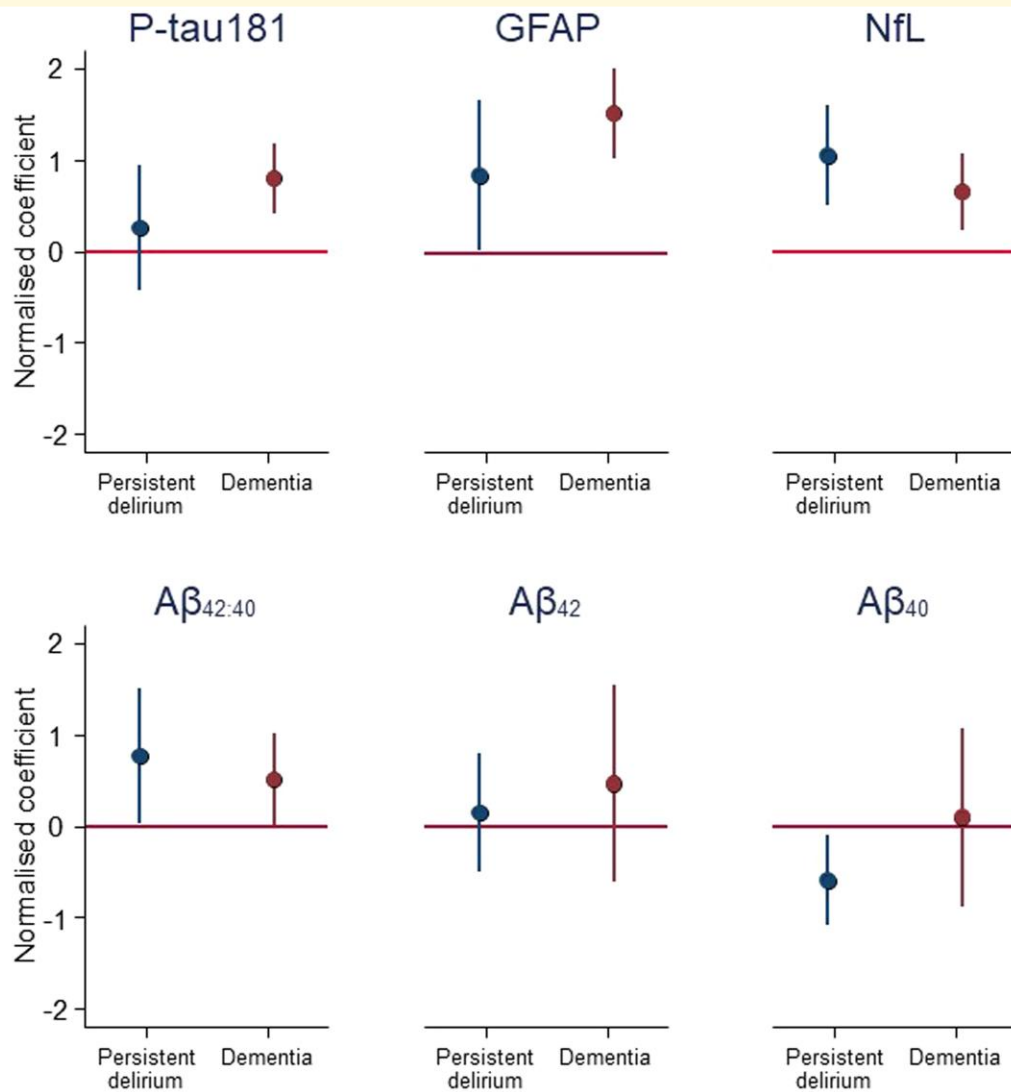 P-tau181 GFAP NfL
Normalised coefficient
2
1
0
-1
-2
Persistent delirium Dementia Persistent delirium Dementia Persistent delirium Dementia
Aβ42:40 Aβ42 Aβ40
Normalised coefficient
2
1
0
-1
-2
Persistent delirium Dementia Persistent delirium Dementia Persistent delirium Dementia